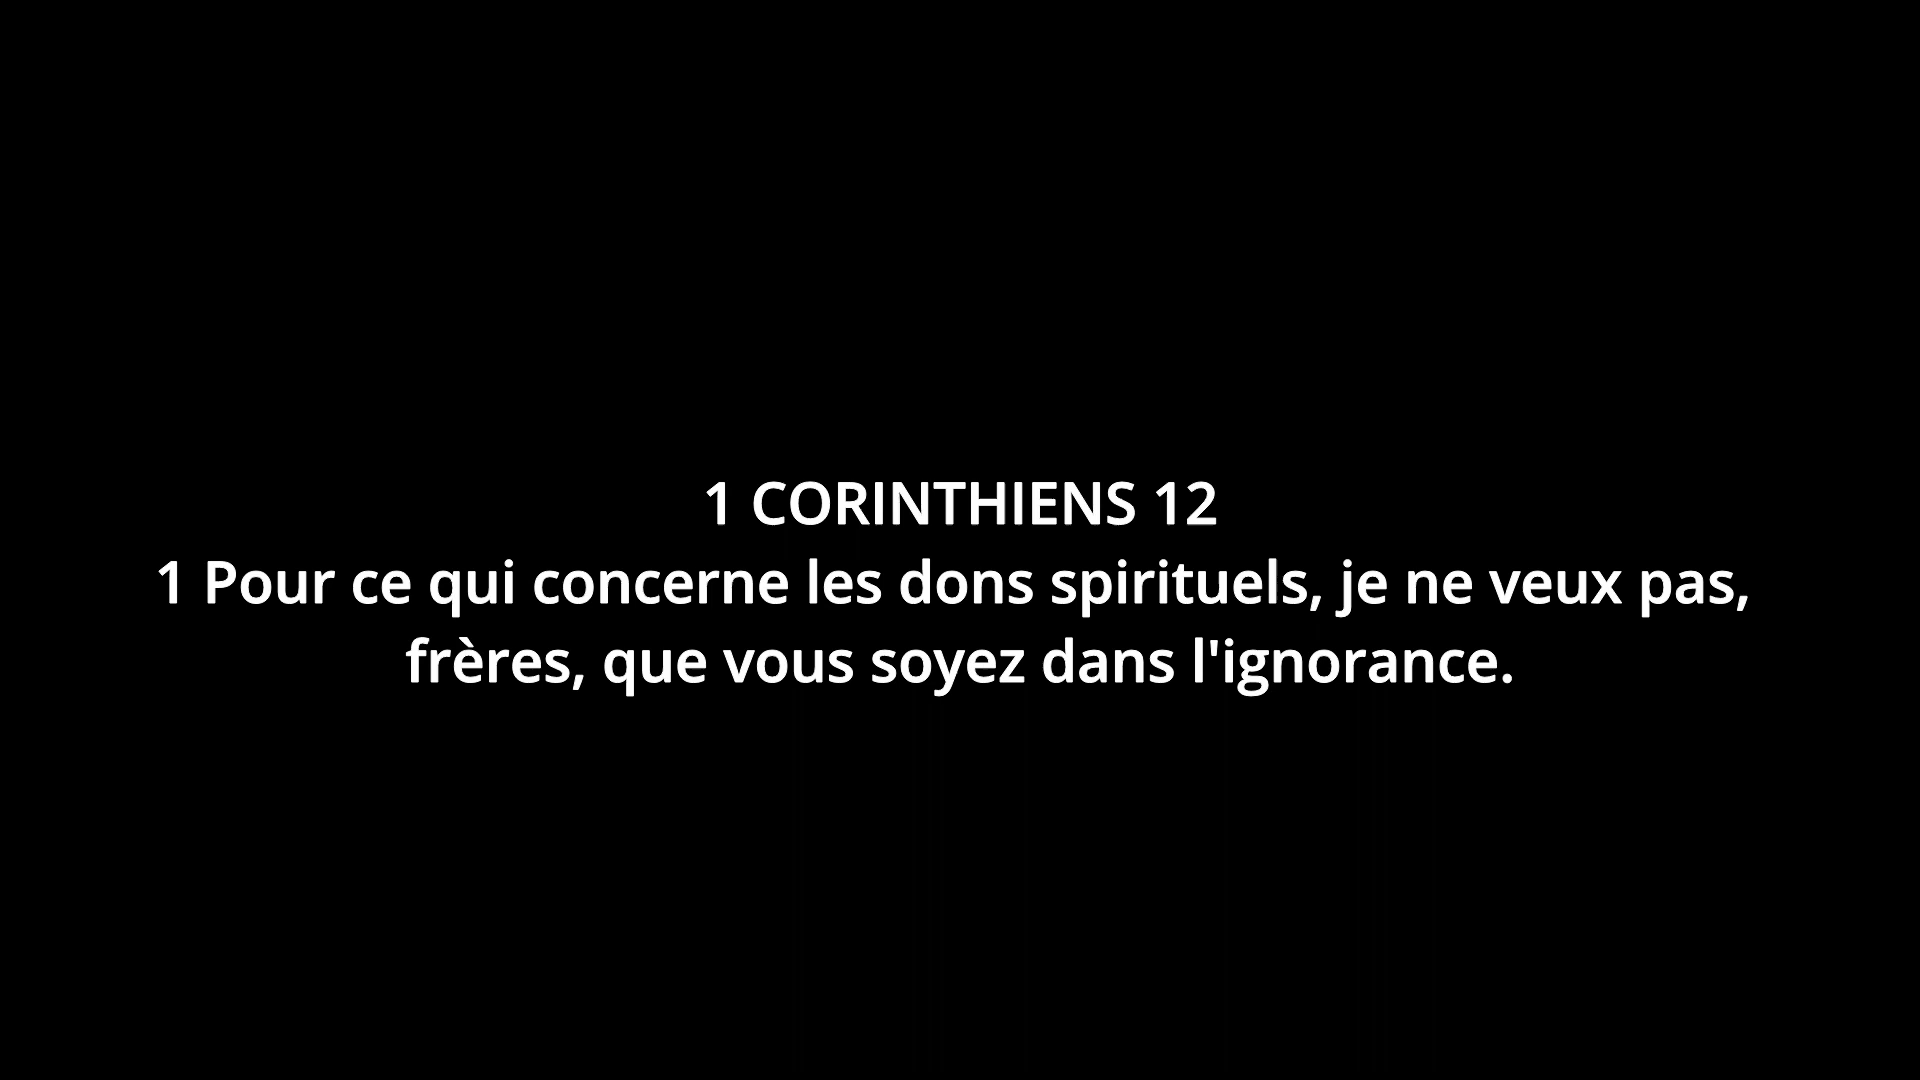 1 CORINTHIENS 12
1 Pour ce qui concerne les dons spirituels, je ne veux pas,
frères, que vous soyez dans l'ignorance.